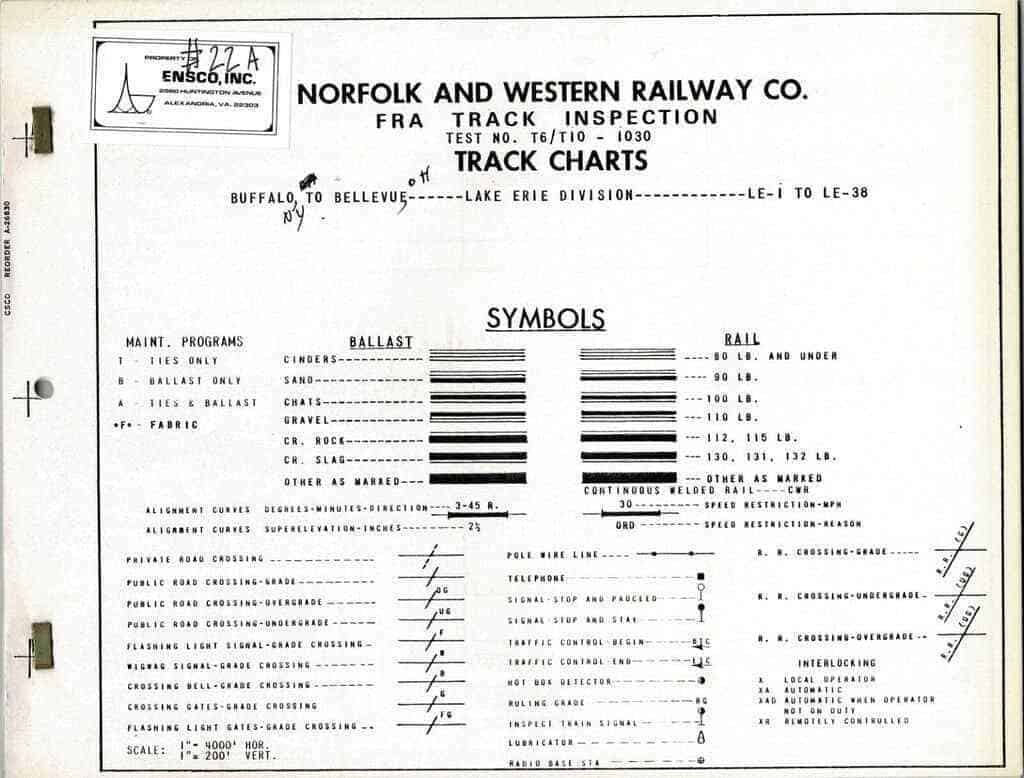 #22A
PROPERTY OF
ENSCO, INC.
2560 HUNTINGTON AVENUE
ALEXANDRIA, VA. 22303
NORFOLK AND WESTERN RAILWAY CO.
FRA TRACK INSPECTION
TEST NO. T6/T10 - 1030
TRACK CHARTS
BUFFALO, NY TO BELLEVUE, OH------LAKE ERIE DIVISION------------LE-1 TO LE-38
CSCO REORDER A-26830
SYMBOLS
MAINT. PROGRAMS
T - TIES ONLY
B - BALLAST ONLY
A - TIES & BALLAST
*F* - FABRIC
BALLAST
CINDERS
SAND
CHATS
GRAVEL
CR. ROCK
CR. SLAG
OTHER AS MARKED
RAIL
80 LB. AND UNDER
90 LB.
100 LB.
110 LB.
112, 115 LB.
130, 131, 132 LB.
OTHER AS MARKED
CONTINUOUS WELDED RAIL----CWR
ALIGNMENT CURVES DEGREES-MINUTES-DIRECTION---- 3-45 R.
ALIGNMENT CURVES SUPERELEVATION-INCHES-------- 2½
30 SPEED RESTRICTION-MPH
ORD SPEED RESTRICTION-REASON
PRIVATE ROAD CROSSING
PUBLIC ROAD CROSSING-GRADE
PUBLIC ROAD CROSSING-OVERGRADE OG
PUBLIC ROAD CROSSING-UNDERGRADE UG
FLASHING LIGHT SIGNAL-GRADE CROSSING F
WIGWAG SIGNAL-GRADE CROSSING
CROSSING BELL-GRADE CROSSING B
CROSSING GATES-GRADE CROSSING G
FLASHING LIGHT GATES-GRADE CROSSING FG
SCALE: 1"= 4000' HOR.
1"= 200' VERT.
POLE WIRE LINE
TELEPHONE
SIGNAL-STOP AND PROCEED
SIGNAL-STOP AND STAY
TRAFFIC CONTROL-BEGIN BTC
TRAFFIC CONTROL-END
HOT BOX DETECTOR
RULING GRADE RG
INSPECT TRAIN SIGNAL
LUBRICATOR
RADIO BASE STA
R. R. CROSSING-GRADE R.R. (G)
R. R. CROSSING-UNDERGRADE R.R. (UG)
R. R. CROSSING-OVERGRADE R.R. (OG)
INTERLOCKING
X LOCAL OPERATOR
XA AUTOMATIC
XAO AUTOMATIC WHEN OPERATOR
NOT ON DUTY
XR REMOTELY CONTROLLED